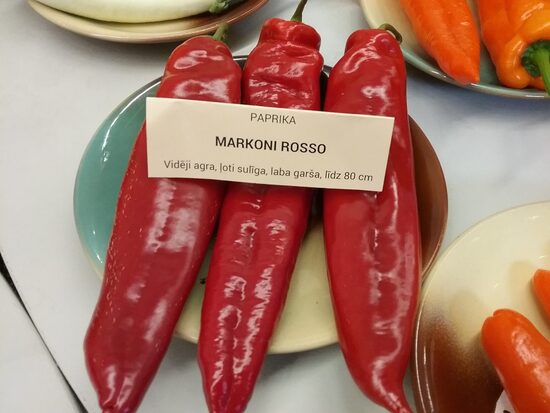 PAPRIKA
MARKONI ROSSO
Vidēji agra, ļoti sulīga, laba garša, līdz 80 cm